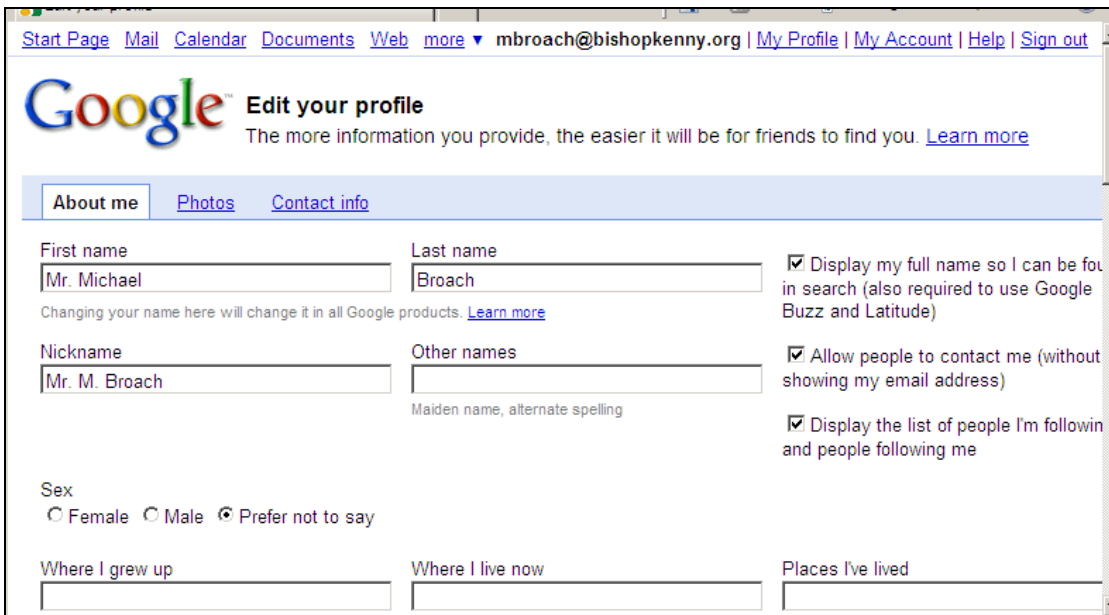 Start Page Mail Calendar Documents Web more ▼ mbroach@bishopkenny.org | My Profile | My Account | Help | Sign out
Google™ Edit your profile
The more information you provide, the easier it will be for friends to find you. Learn more
About me Photos Contact info
First name
Mr. Michael
Last name
Broach
Changing your name here will change it in all Google products. Learn more
Nickname
Mr. M. Broach
Other names
Maiden name, alternate spelling
Display my full name so I can be fou
in search (also required to use Google
Buzz and Latitude)
Allow people to contact me (without
showing my email address)
Display the list of people I'm followin
and people following me
Sex
Female Male Prefer not to say
Where I grew up
Where I live now
Places I've lived